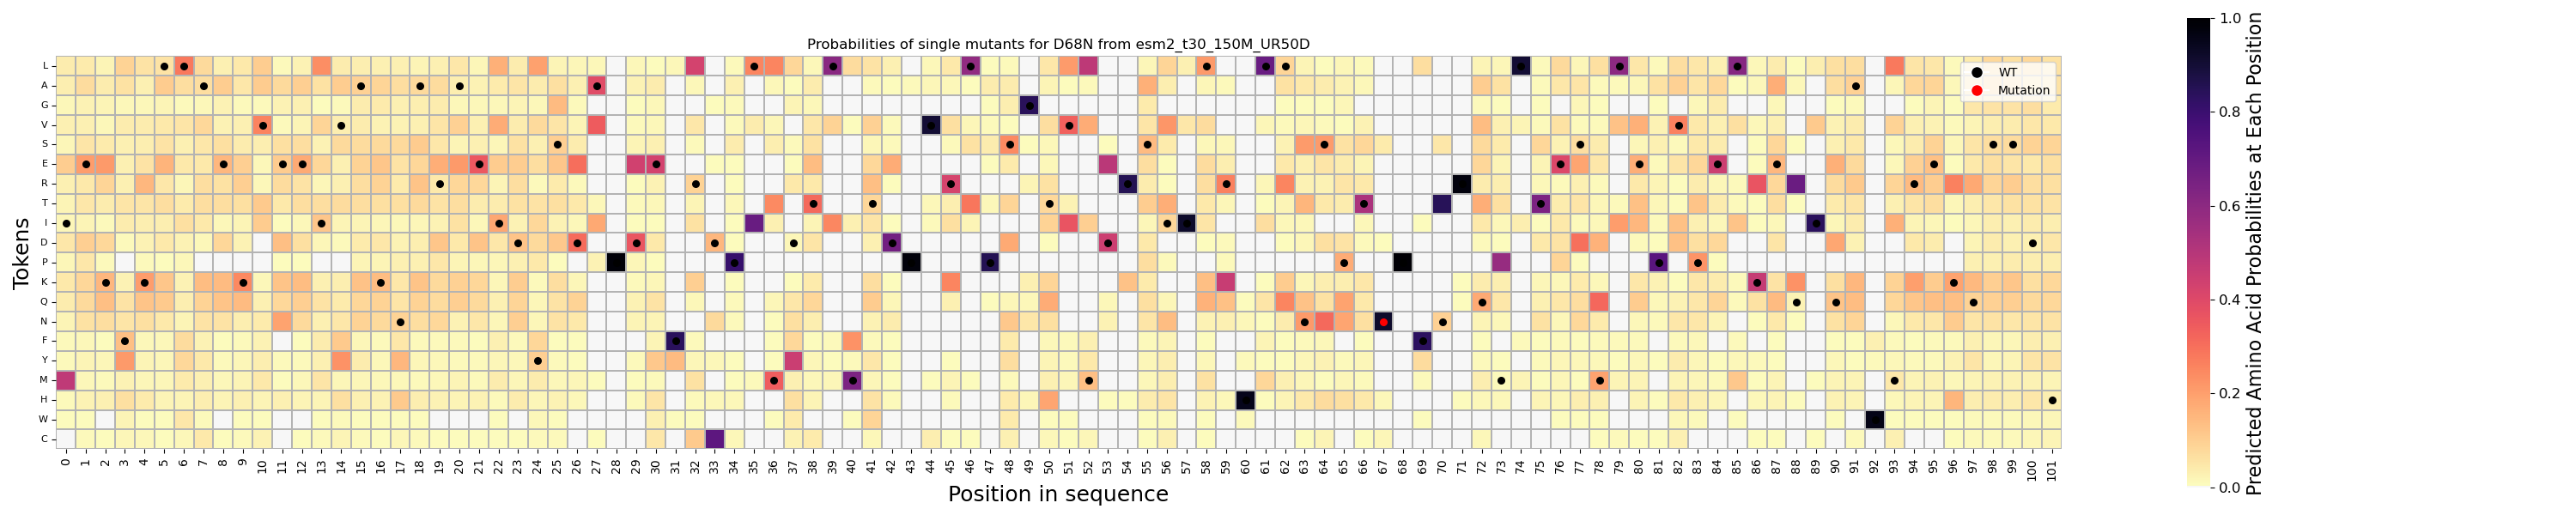 Probabilities of single mutants for D68N from esm2_t30_150M_UR50D
L
A
G
V
S
E
R
T
I
D
P
K
Q
N
F
Y
M
H
W
C
Tokens
WT
Mutation
0 1 2 3 4 5 6 7 8 9 10 11 12 13 14 15 16 17 18 19 20 21 22 23 24 25 26 27 28 29 30 31 32 33 34 35 36 37 38 39 40 41 42 43 44 45 46 47 48 49 50 51 52 53 54 55 56 57 58 59 60 61 62 63 64 65 66 67 68 69 70 71 72 73 74 75 76 77 78 79 80 81 82 83 84 85 86 87 88 89 90 91 92 93 94 95 96 97 98 99 100 101
Position in sequence
1.0
0.8
0.6
0.4
0.2
0.0
Predicted Amino Acid Probabilities at Each Position